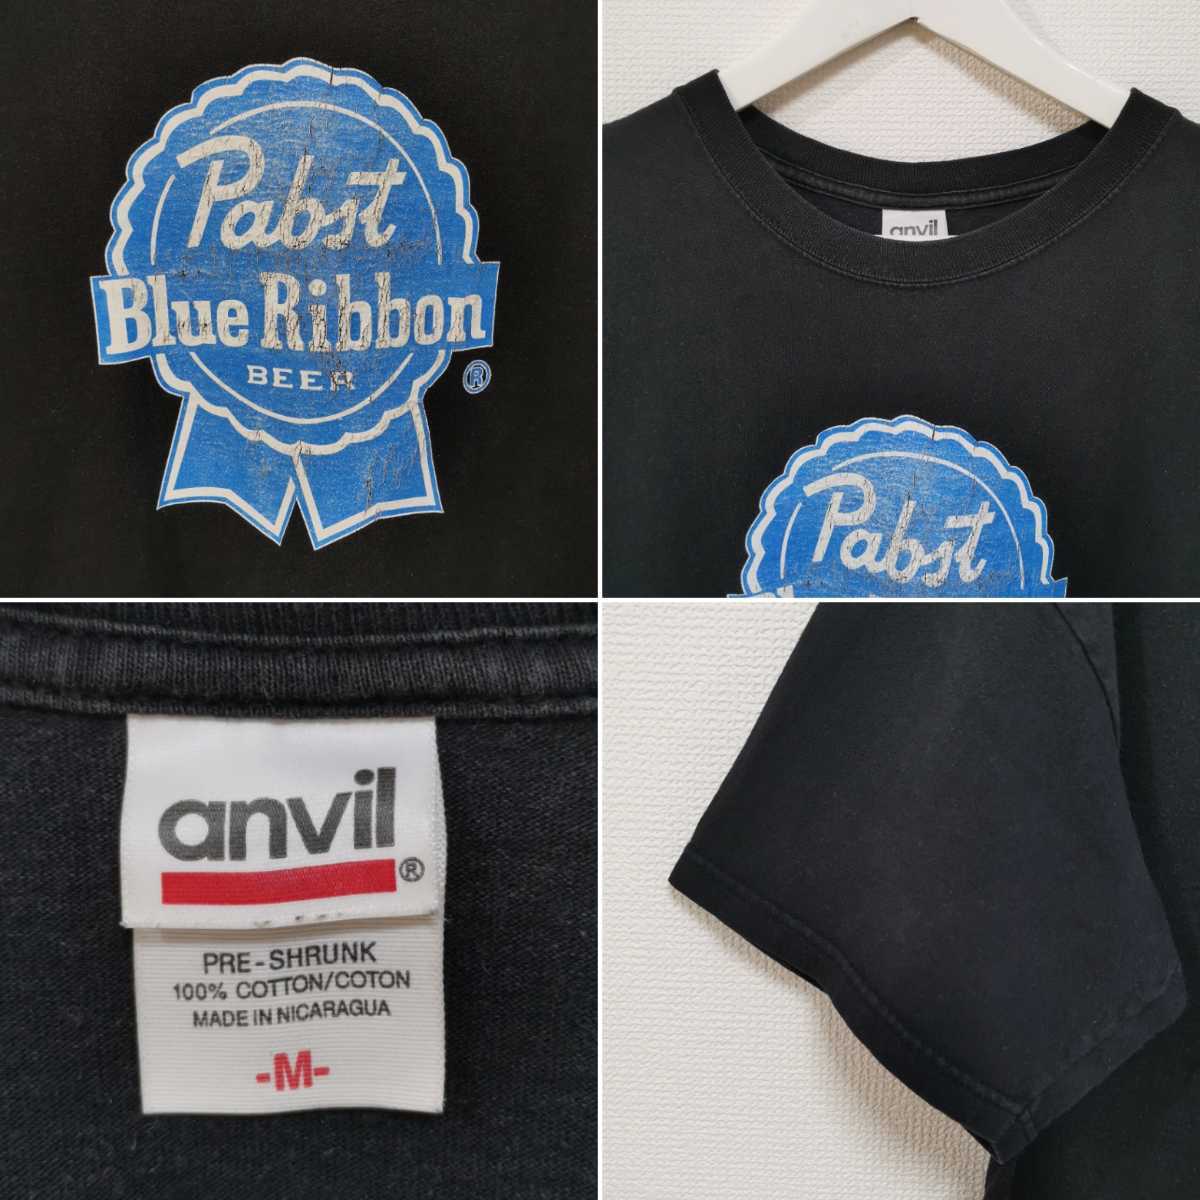 Pabst
Blue Ribbon
BEER
®
anvil
Pabst
anvil
®
PRE-SHRUNK
100% COTTON/COTON
MADE IN NICARAGUA
-M-